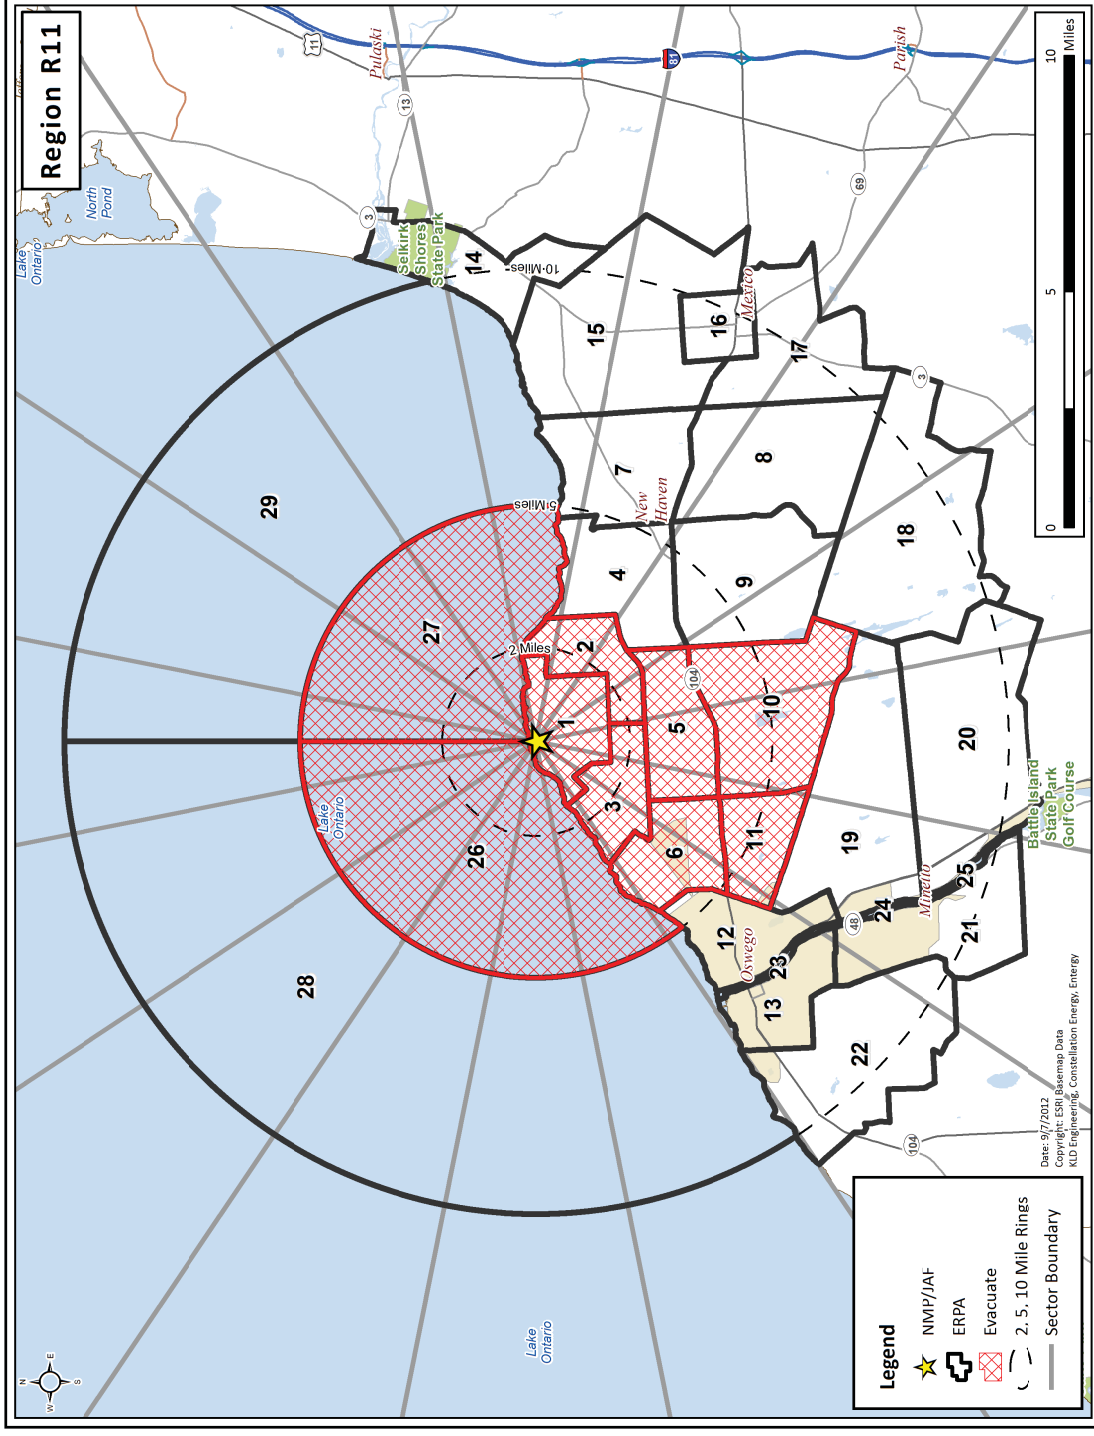 Region R11
Lake
Ontario
North
Pond
Pulaski
11
13
81
Parish
69
3
Selkirk
Shores
State Park
14
10 Miles
15
16
Mexico
17
3
29
28
27
26
Lake
Ontario
5 Miles
2 Miles
1
2
3
4
5
6
7
8
9
10
11
New
Haven
104
12
Oswego
13
23
18
19
20
Minetto
24
48
25
21
22
Battle Island
State Park
Golf Course
104
Lake
Ontario
N
E
S
W
0
5
10
Miles
Date: 9/7/2012
Copyright: ESRI Basemap Data
KLD Engineering, Constellation Energy, Entergy
Legend
NMP/JAF
ERPA
Evacuate
2, 5, 10 Mile Rings
Sector Boundary